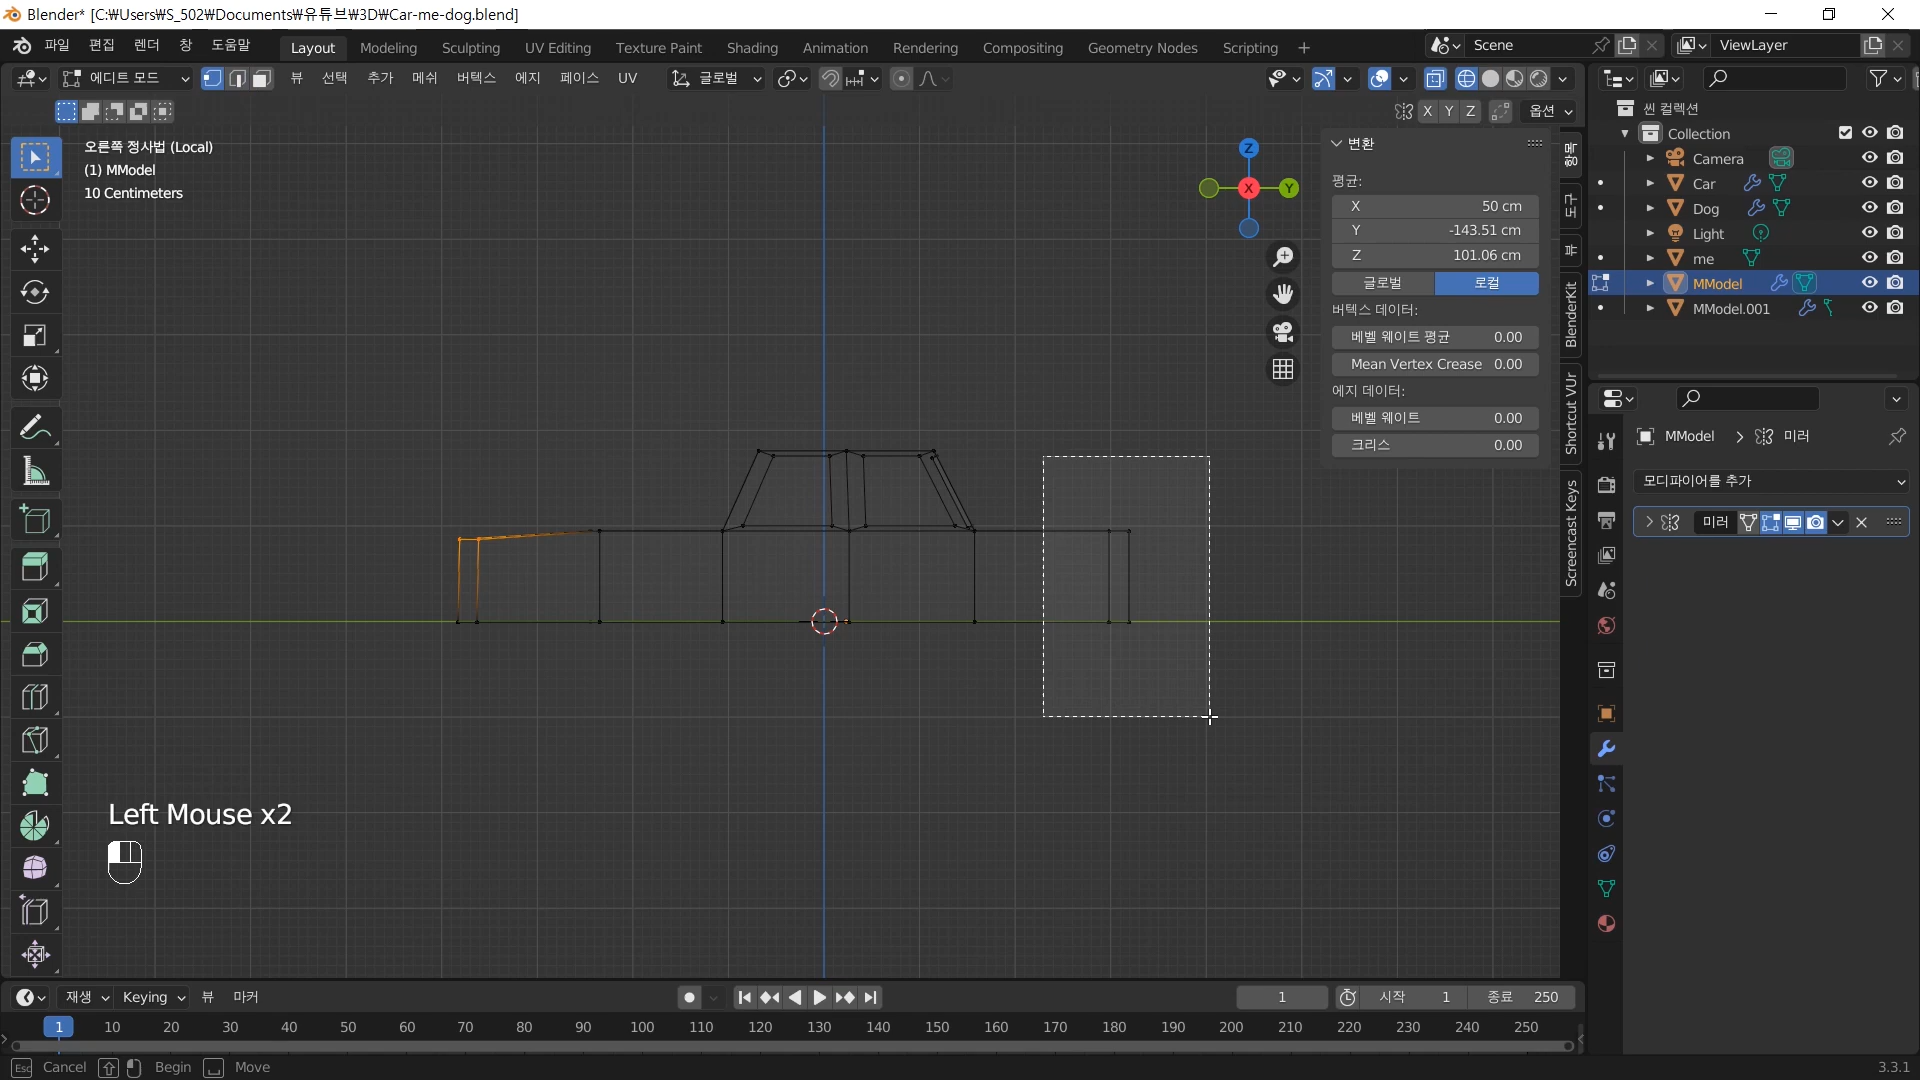 Blender* [C:₩Users₩S_502₩Documents₩유튜브₩3D₩Car-me-dog.blend]
파일 편집 렌더 창 도움말 Layout Modeling Sculpting UV Editing Texture Paint Shading Animation Rendering Compositing Geometry Nodes Scripting + Scene ViewLayer
에디트 모드 뷰 선택 추가 메쉬 버텍스 에지 페이스 UV 글로벌
X Y Z 옵션
오른쪽 정사법 (Local)
(1) MModel
10 Centimeters
Z
X
Y
변환
평균:
X 50 cm
Y -143.51 cm
Z 101.06 cm
글로벌 로컬
버텍스 데이터:
베벨 웨이트 평균 0.00
Mean Vertex Crease 0.00
에지 데이터:
베벨 웨이트 0.00
크리스 0.00
항목
도구
뷰
BlenderKit
Shortcut VUr
Screencast Keys
씬 컬렉션
Collection
Camera
Car
Dog
Light
me
MModel
MModel.001
MModel > 미러
모디파이어를 추가
미러
Left Mouse x2
재생 Keying 뷰 마커 1 시작 1 종료 250
1 10 20 30 40 50 60 70 80 90 100 110 120 130 140 150 160 170 180 190 200 210 220 230 240 250
Esc Cancel Begin Move 3.3.1